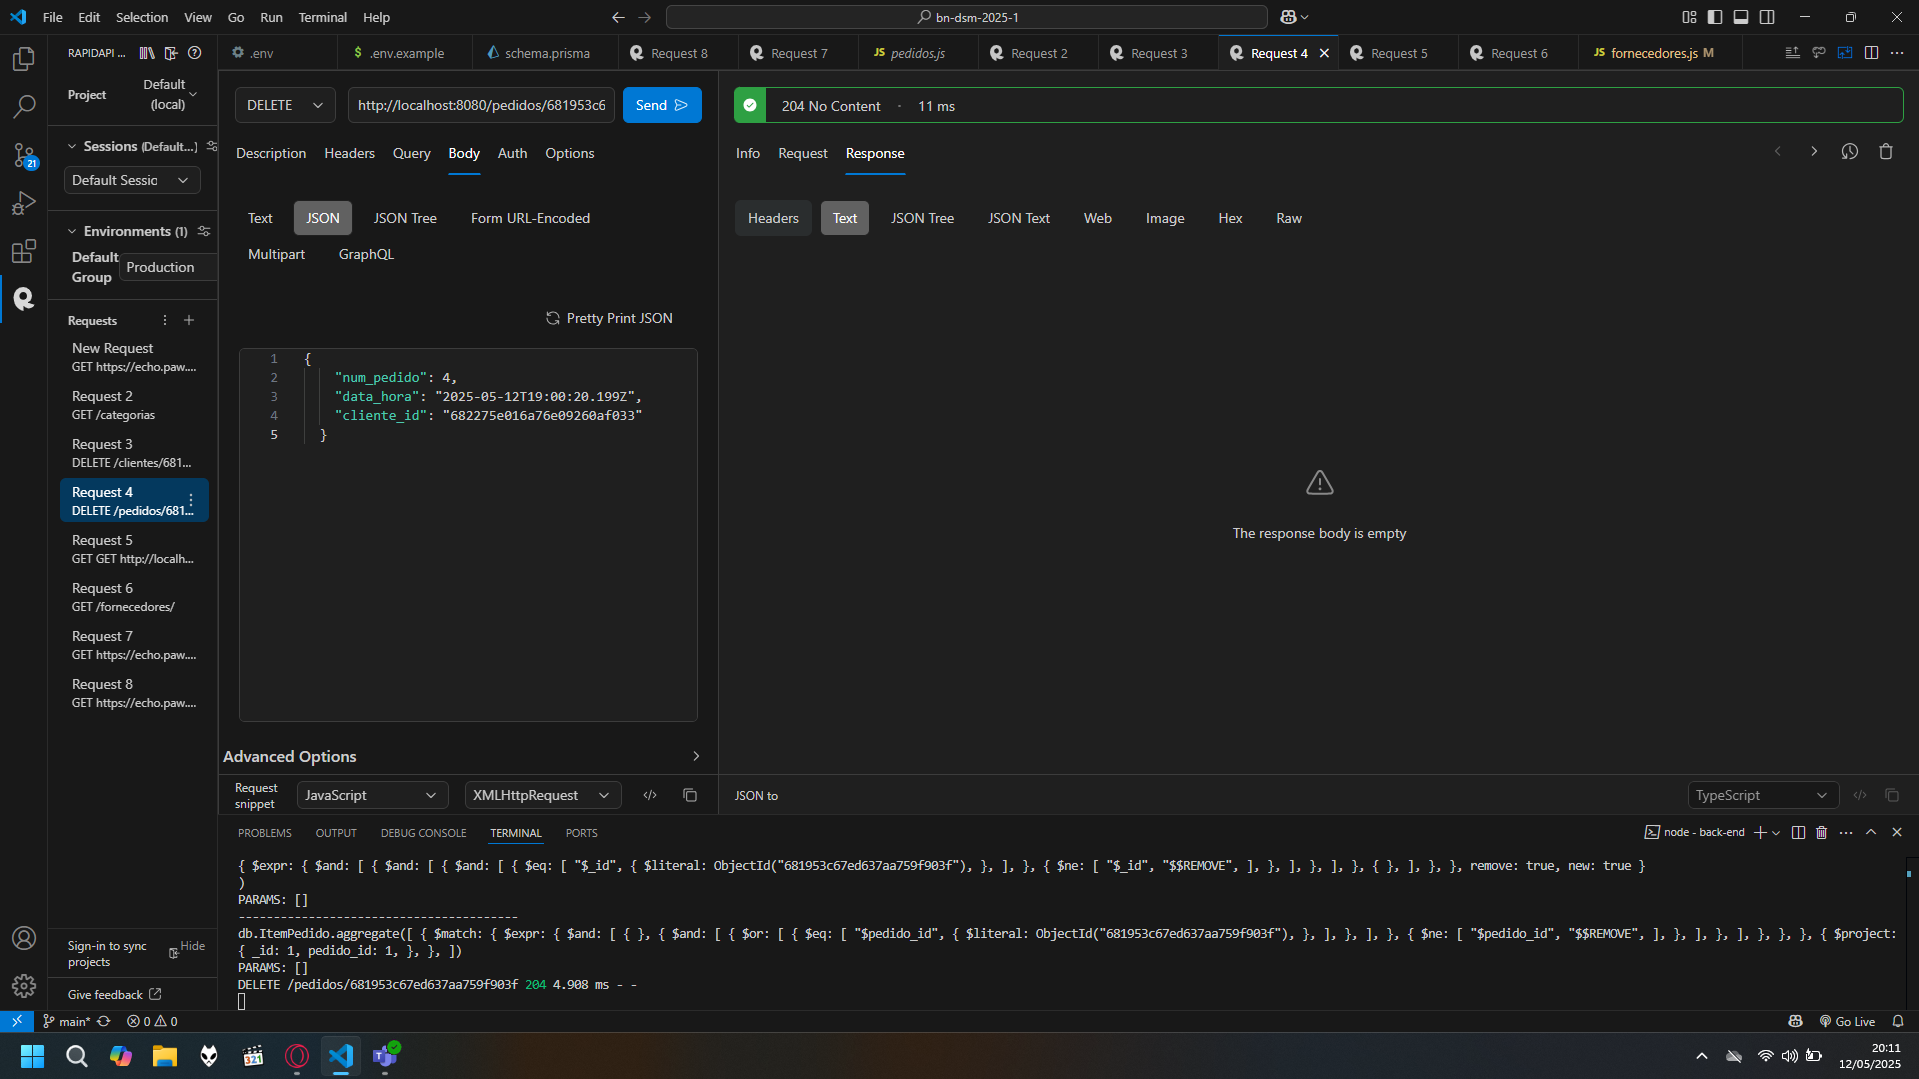 File Edit Selection View Go Run Terminal Help
bn-dsm-2025-1
RAPIDAPI ...
.env
$ .env.example
schema.prisma
Request 8
Request 7
JS pedidos.js
Request 2
Request 3
Request 4
Request 5
Request 6
JS fornecedores.js M
Project
Default (local)
Sessions (Default...)
Default Sessic
Environments (1)
Default Group
Production
Requests
New Request
GET https://echo.paw....
Request 2
GET /categorias
Request 3
DELETE /clientes/681...
Request 4
DELETE /pedidos/681...
Request 5
GET GET http://localh...
Request 6
GET /fornecedores/
Request 7
GET https://echo.paw....
Request 8
GET https://echo.paw....
Sign-in to sync projects
Hide
Give feedback
21
DELETE
http://localhost:8080/pedidos/681953c6
Send
Description Headers Query Body Auth Options
Text JSON JSON Tree Form URL-Encoded
Multipart GraphQL
Pretty Print JSON
1 {
2 "num_pedido": 4,
3 "data_hora": "2025-05-12T19:00:20.199Z",
4 "cliente_id": "682275e016a76e09260af033"
5 }
Advanced Options
Request snippet
JavaScript
XMLHttpRequest
204 No Content · 11 ms
Info Request Response
Headers Text JSON Tree JSON Text Web Image Hex Raw
The response body is empty
JSON to
TypeScript
PROBLEMS OUTPUT DEBUG CONSOLE TERMINAL PORTS
node - back-end
{ $expr: { $and: [ { $and: [ { $and: [ { $eq: [ "$_id", { $literal: ObjectId("681953c67ed637aa759f903f"), }, ], }, { $ne: [ "$_id", "$$REMOVE", ], }, ], }, ], }, { }, ], }, }, remove: true, new: true }
)
PARAMS: []
----------------------------------------
db.ItemPedido.aggregate([ { $match: { $expr: { $and: [ { }, { $and: [ { $or: [ { $eq: [ "$pedido_id", { $literal: ObjectId("681953c67ed637aa759f903f"), }, ], }, ], }, { $ne: [ "$pedido_id", "$$REMOVE", ], }, ], }, ], }, }, }, { $project:
{ _id: 1, pedido_id: 1, }, }, ])
PARAMS: []
DELETE /pedidos/681953c67ed637aa759f903f 204 4.908 ms - -
main*
0 0
Go Live
321
20:11
12/05/2025